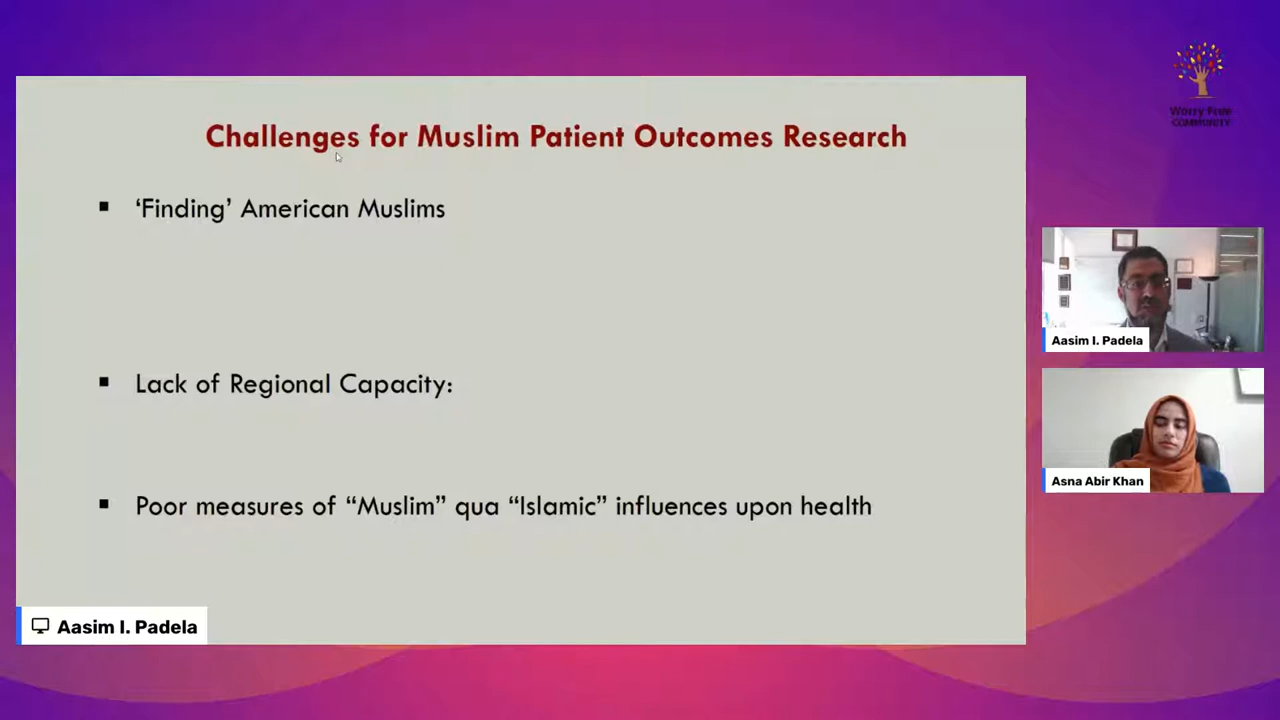 Challenges for Muslim Patient Outcomes Research
▪ ‘Finding’ American Muslims
▪ Lack of Regional Capacity:
▪ Poor measures of “Muslim” qua “Islamic” influences upon health
Aasim I. Padela
Worry Free
COMMUNITY
Aasim I. Padela
Asna Abir Khan